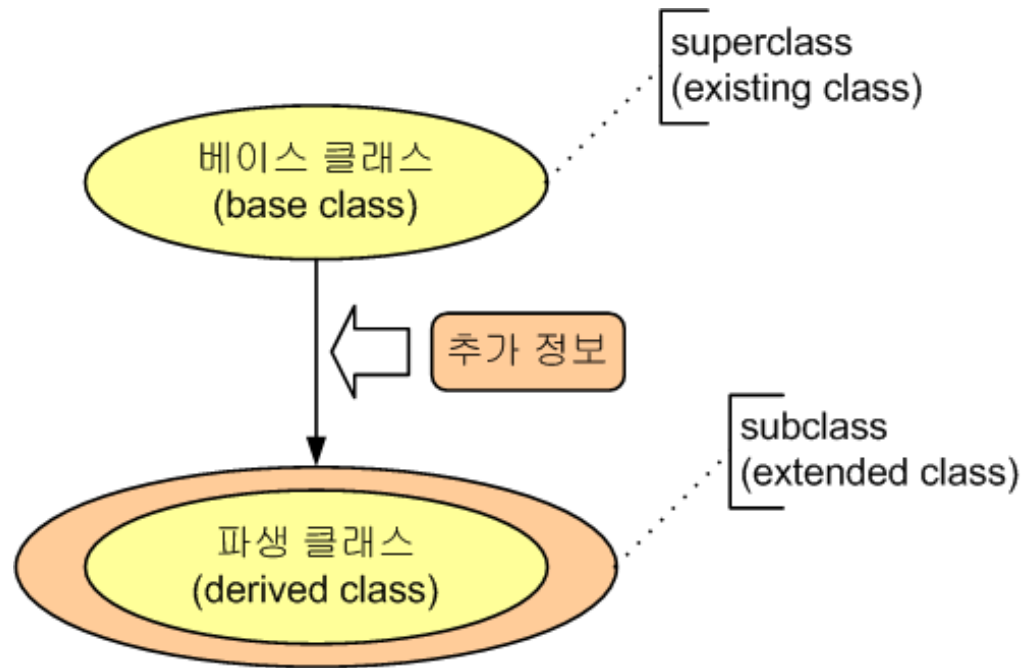 superclass
(existing class)
베이스 클래스
(base class)
추가 정보
subclass
(extended class)
파생 클래스
(derived class)